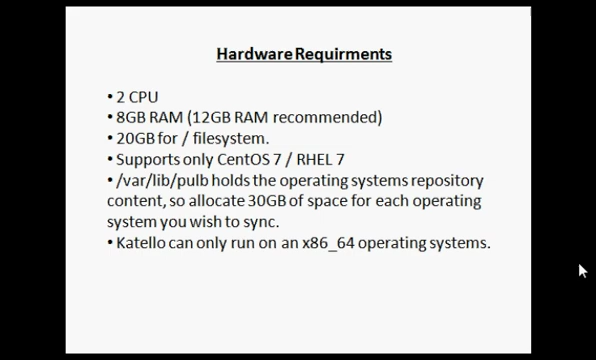 Hardware Requirments
• 2 CPU
• 8GB RAM (12GB RAM recommended)
• 20GB for / filesystem.
• Supports only CentOS 7 / RHEL 7
• /var/lib/pulb holds the operating systems repository
content, so allocate 30GB of space for each operating
system you wish to sync.
• Katello can only run on an x86_64 operating systems.